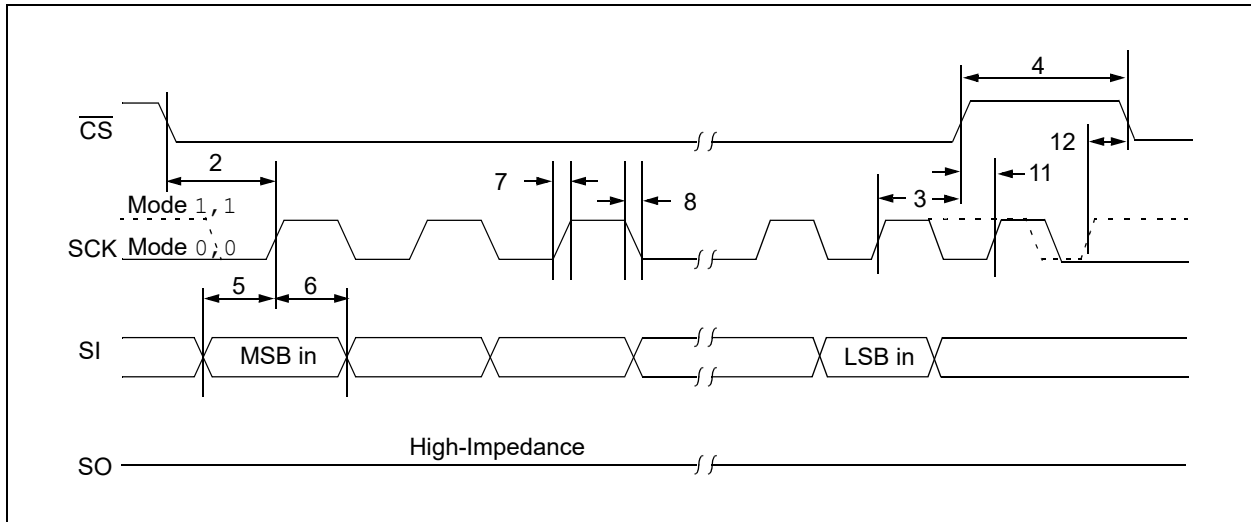 4
CS
12
2
7
11
3
8
Mode 1,1
SCK Mode 0,0
5
6
SI
MSB in
LSB in
High-Impedance
SO